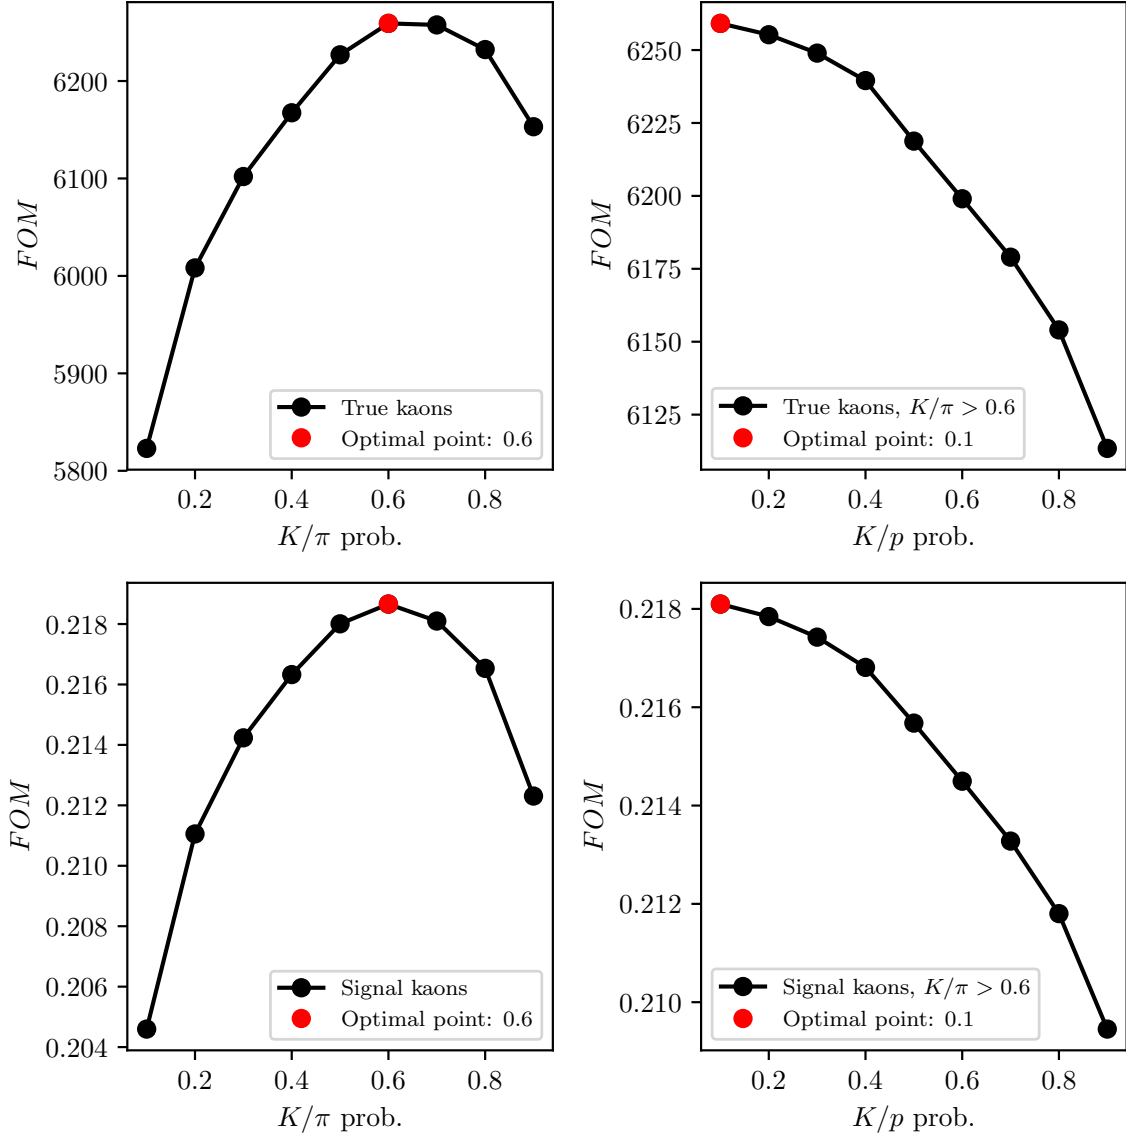 6200
6100
6000
5900
5800
FOM
True kaons
Optimal point: 0.6
0.2 0.4 0.6 0.8
K/π prob.
6250
6225
6200
6175
6150
6125
FOM
True kaons, K/π > 0.6
Optimal point: 0.1
0.2 0.4 0.6 0.8
K/p prob.
0.218
0.216
0.214
0.212
0.210
0.208
0.206
0.204
FOM
Signal kaons
Optimal point: 0.6
0.2 0.4 0.6 0.8
K/π prob.
0.218
0.216
0.214
0.212
0.210
FOM
Signal kaons, K/π > 0.6
Optimal point: 0.1
0.2 0.4 0.6 0.8
K/p prob.